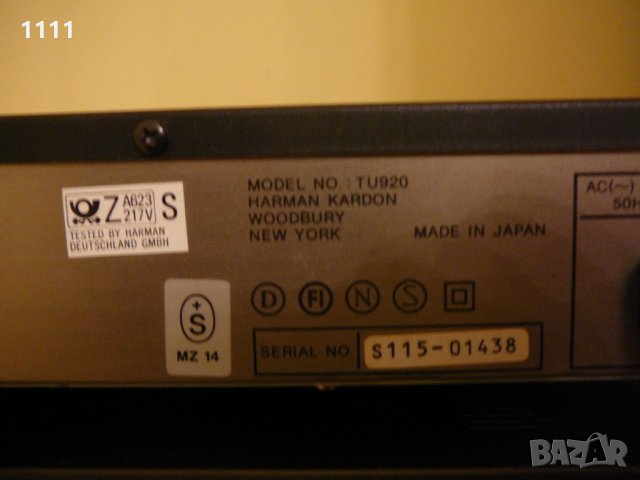 1111
Z A623 217V S
TESTED BY HARMAN
DEUTSCHLAND GMBH
MODEL NO. : TU920
HARMAN KARDON
WOODBURY
NEW YORK MADE IN JAPAN
AC(~)
50H
D FI N S
+
S
MZ 14
SERIAL NO. S115-01438
BAZAR